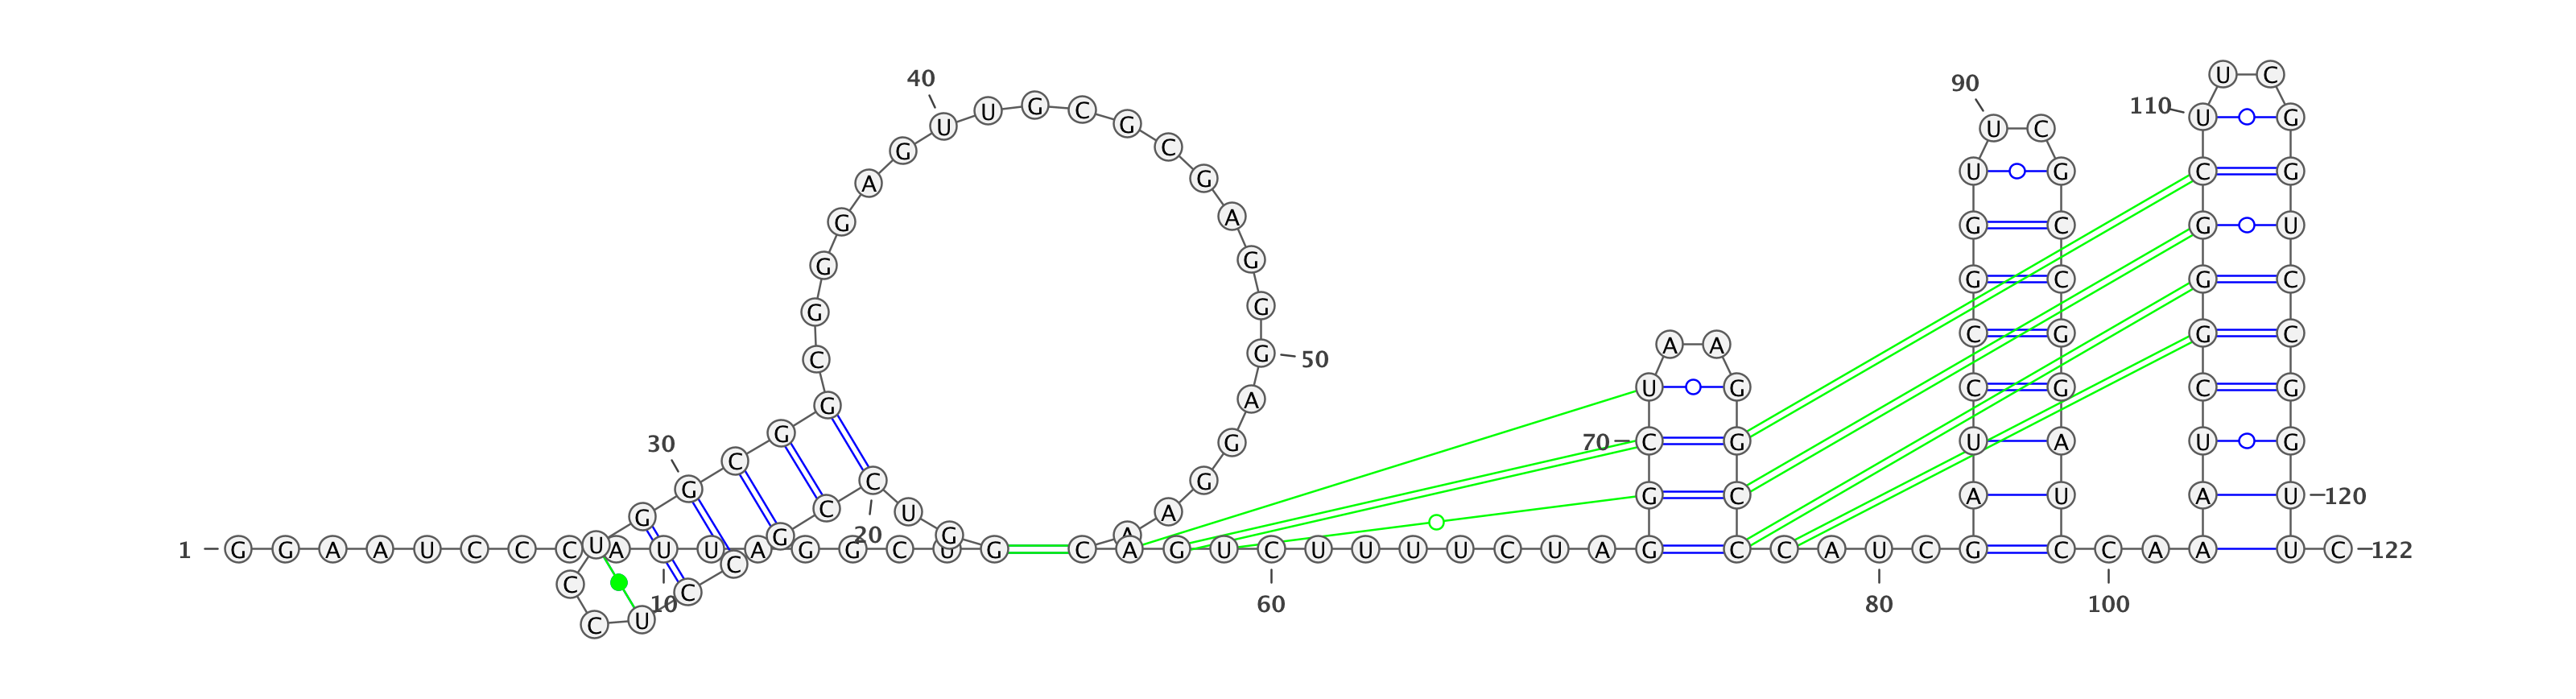 1
G G A A U C C C A U
10
U A G G C U G G U C
20
C G C C U C C U G G
30
C G G C G G G A G U
40
U G C G C G A G G G
50
A G G A A C A G U C
60
U U U U C U A G G C
70
U A A G G C C C A U
80
C G A U C C G G U U
90
C G C C G G A U C C
100
A A A U C G G G C U
110
U C G G U C C G G U
120
U C
122